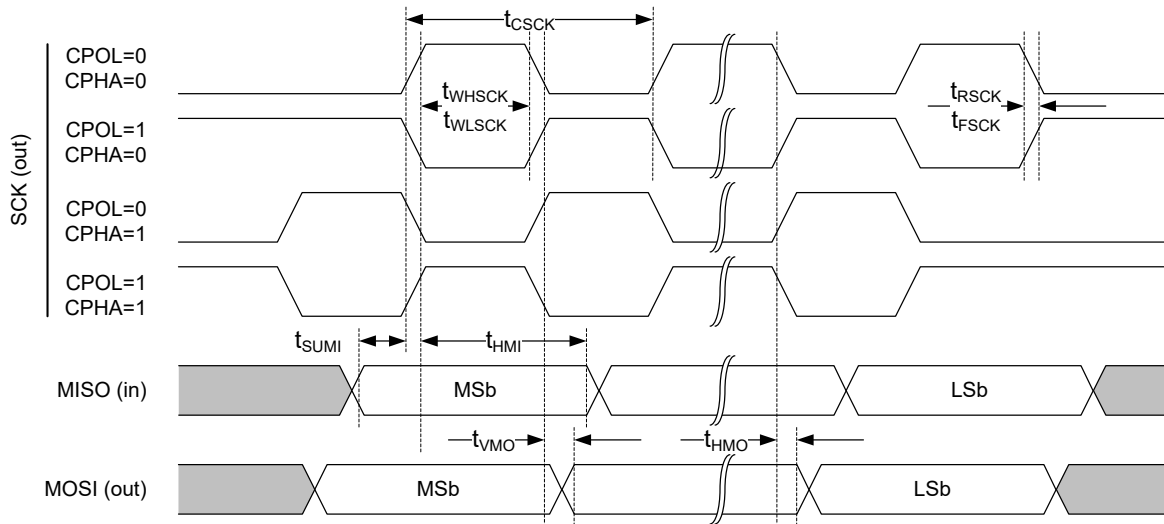 tCSCK
CPOL=0
CPHA=0
tWHSCK
tWLSCK
tRSCK
tFSCK
CPOL=1
CPHA=0
SCK (out)
CPOL=0
CPHA=1
CPOL=1
CPHA=1
tSUMI
tHMI
MISO (in)
MSb
LSb
tVMO
tHMO
MOSI (out)
MSb
LSb